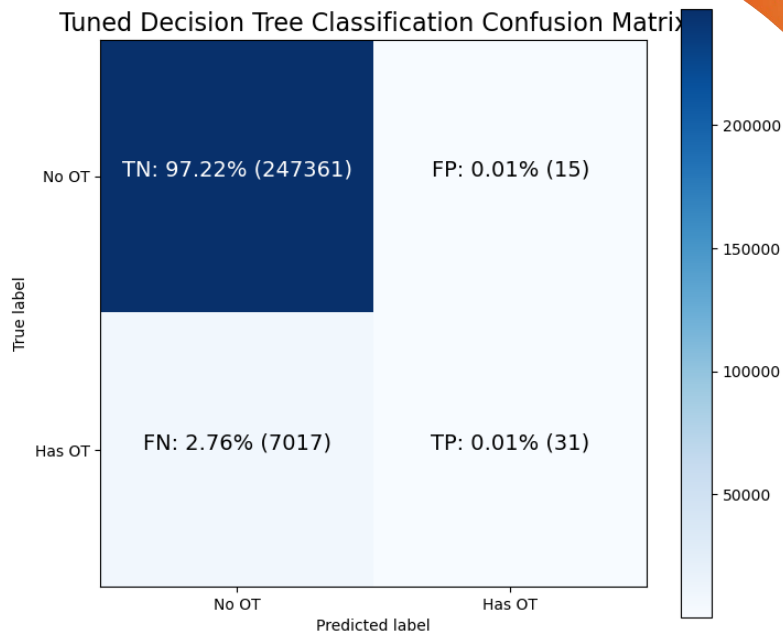 Tuned Decision Tree Classification Confusion Matrix
No OT
Has OT
True label
TN: 97.22% (247361)
FP: 0.01% (15)
FN: 2.76% (7017)
TP: 0.01% (31)
No OT
Has OT
Predicted label
200000
150000
100000
50000